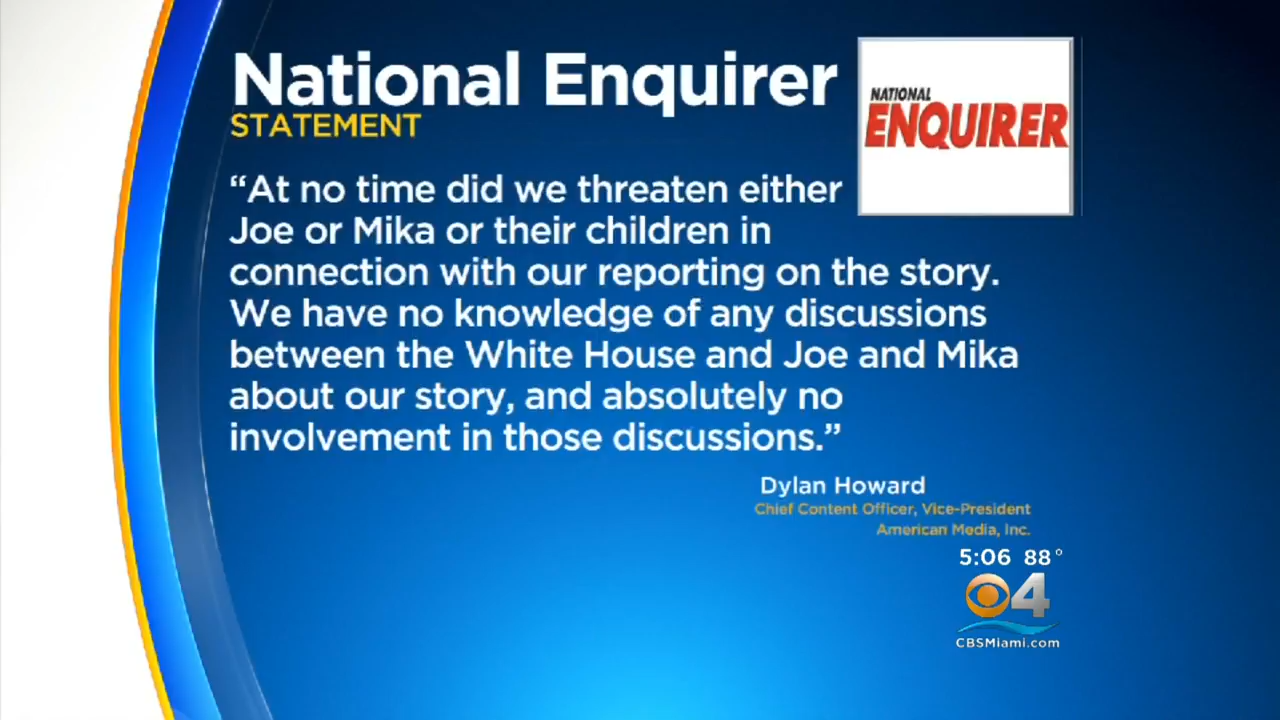 National Enquirer
STATEMENT
NATIONAL
ENQUIRER
“At no time did we threaten either
Joe or Mika or their children in
connection with our reporting on the story.
We have no knowledge of any discussions
between the White House and Joe and Mika
about our story, and absolutely no
involvement in those discussions.”
Dylan Howard
Chief Content Officer, Vice-President
American Media, Inc.
5:06 88°
4
CBSMiami.com